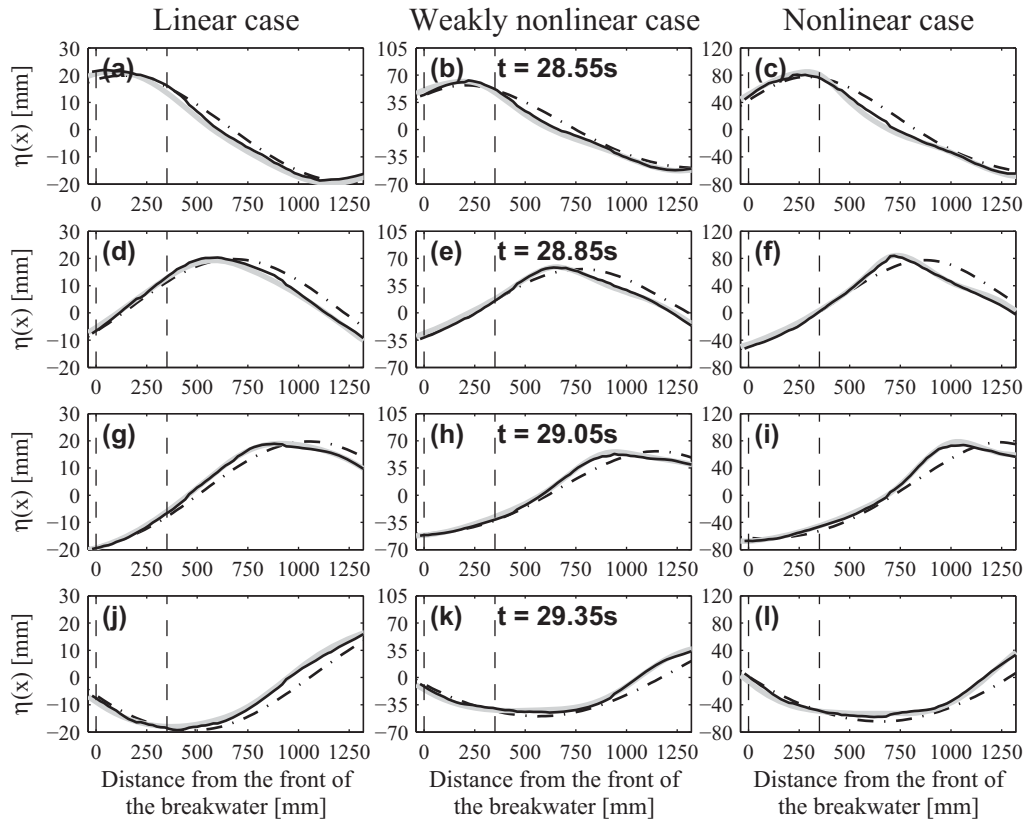 Linear case Weakly nonlinear case Nonlinear case
η(x) [mm]
30 20 10 0 −10 −20
(a)
0 250 500 750 1000 1250
105 70 35 0 −35 −70
(b) t = 28.55s
0 250 500 750 1000 1250
120 80 40 0 −40 −80
(c)
0 250 500 750 1000 1250
η(x) [mm]
30 20 10 0 −10 −20
(d)
0 250 500 750 1000 1250
105 70 35 0 −35 −70
(e) t = 28.85s
0 250 500 750 1000 1250
120 80 40 0 −40 −80
(f)
0 250 500 750 1000 1250
η(x) [mm]
30 20 10 0 −10 −20
(g)
0 250 500 750 1000 1250
105 70 35 0 −35 −70
(h) t = 29.05s
0 250 500 750 1000 1250
120 80 40 0 −40 −80
(i)
0 250 500 750 1000 1250
η(x) [mm]
30 20 10 0 −10 −20
(j)
0 250 500 750 1000 1250
Distance from the front of
the breakwater [mm]
105 70 35 0 −35 −70
(k) t = 29.35s
0 250 500 750 1000 1250
Distance from the front of
the breakwater [mm]
120 80 40 0 −40 −80
(l)
0 250 500 750 1000 1250
Distance from the front of
the breakwater [mm]